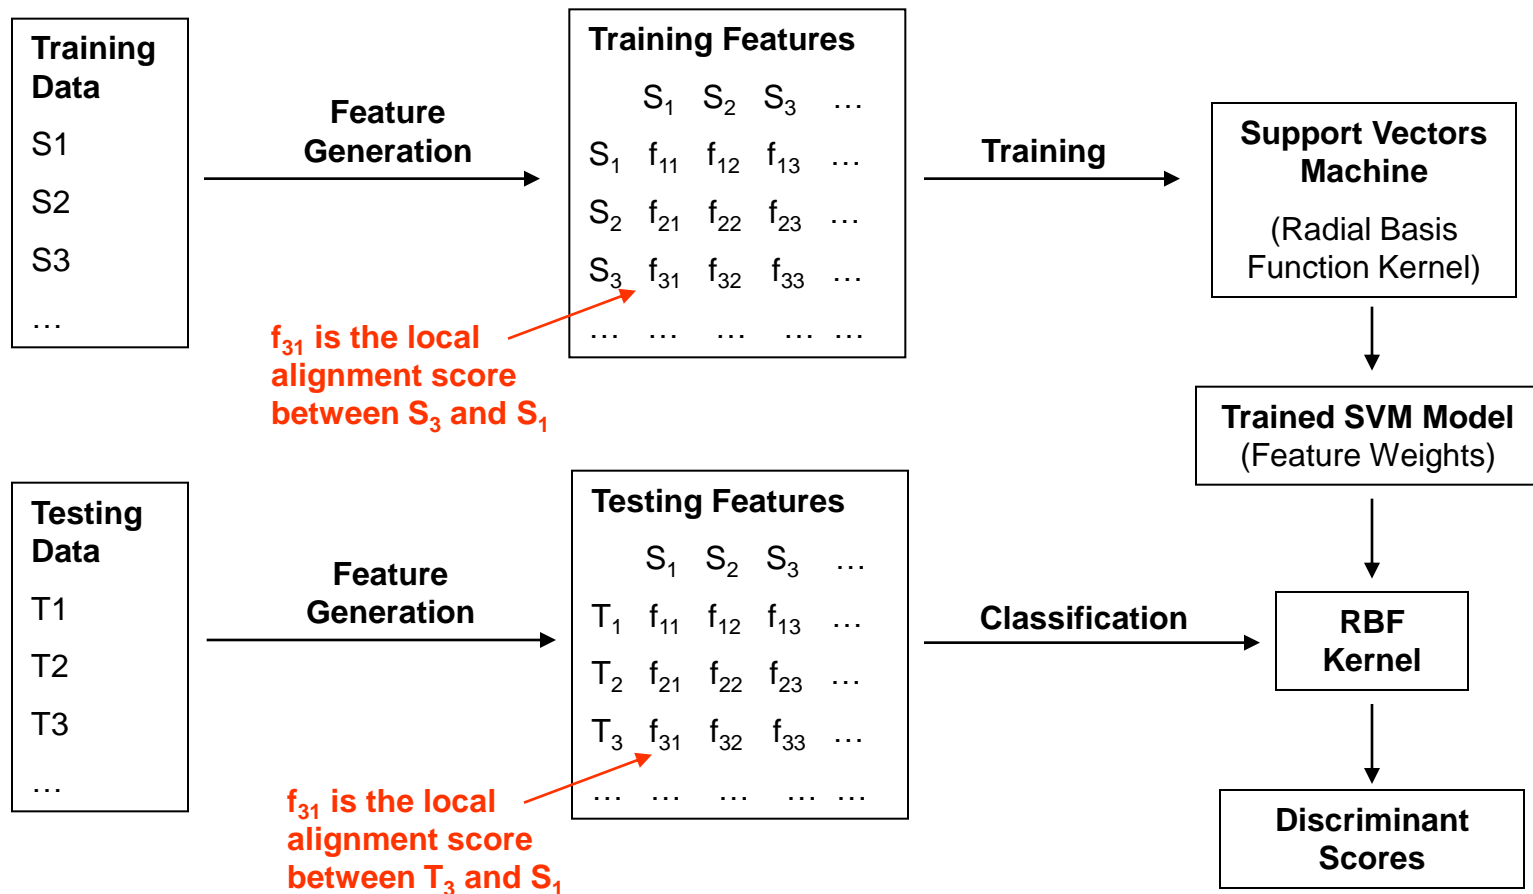 Training
Data
S1
S2
S3
…
Feature
Generation
Training Features
S₁ S₂ S₃ …
S₁ f₁₁ f₁₂ f₁₃ …
S₂ f₂₁ f₂₂ f₂₃ …
S₃ f₃₁ f₃₂ f₃₃ …
… … … … …
f₃₁ is the local
alignment score
between S₃ and S₁
Training
Support Vectors
Machine
(Radial Basis
Function Kernel)
Trained SVM Model
(Feature Weights)
Testing
Data
T1
T2
T3
…
Feature
Generation
Testing Features
S₁ S₂ S₃ …
T₁ f₁₁ f₁₂ f₁₃ …
T₂ f₂₁ f₂₂ f₂₃ …
T₃ f₃₁ f₃₂ f₃₃ …
… … … … …
f₃₁ is the local
alignment score
between T₃ and S₁
Classification
RBF
Kernel
Discriminant
Scores